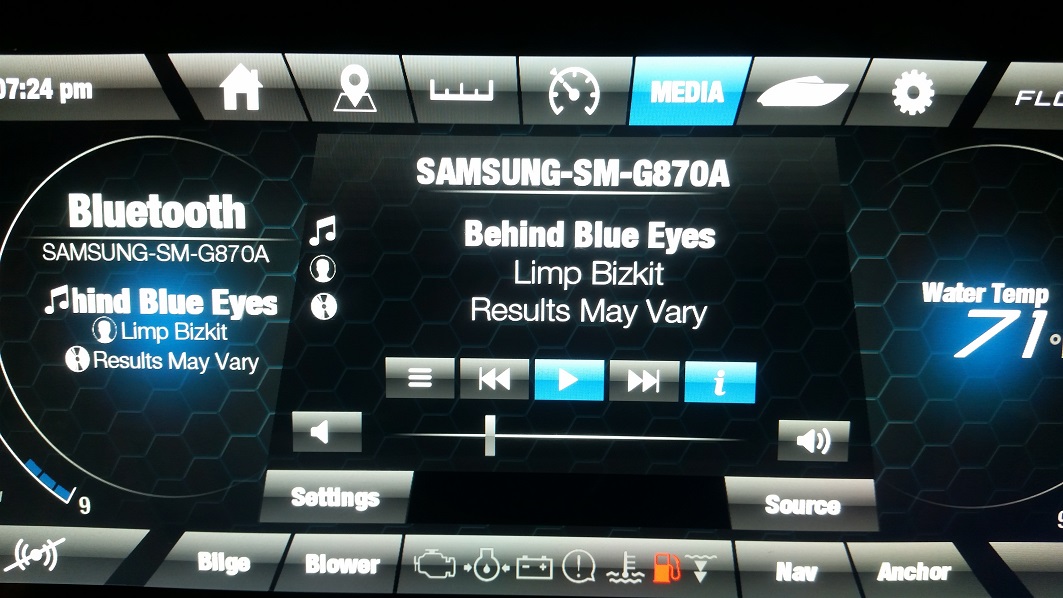 07:24 pm
MEDIA
SAMSUNG-SM-G870A
Bluetooth
SAMSUNG-SM-G870A
hind Blue Eyes
Limp Bizkit
Results May Vary
Behind Blue Eyes
Limp Bizkit
Results May Vary
Water Temp
71°
i
9
Settings
Source
Bilge
Blower
Nav
Anchor